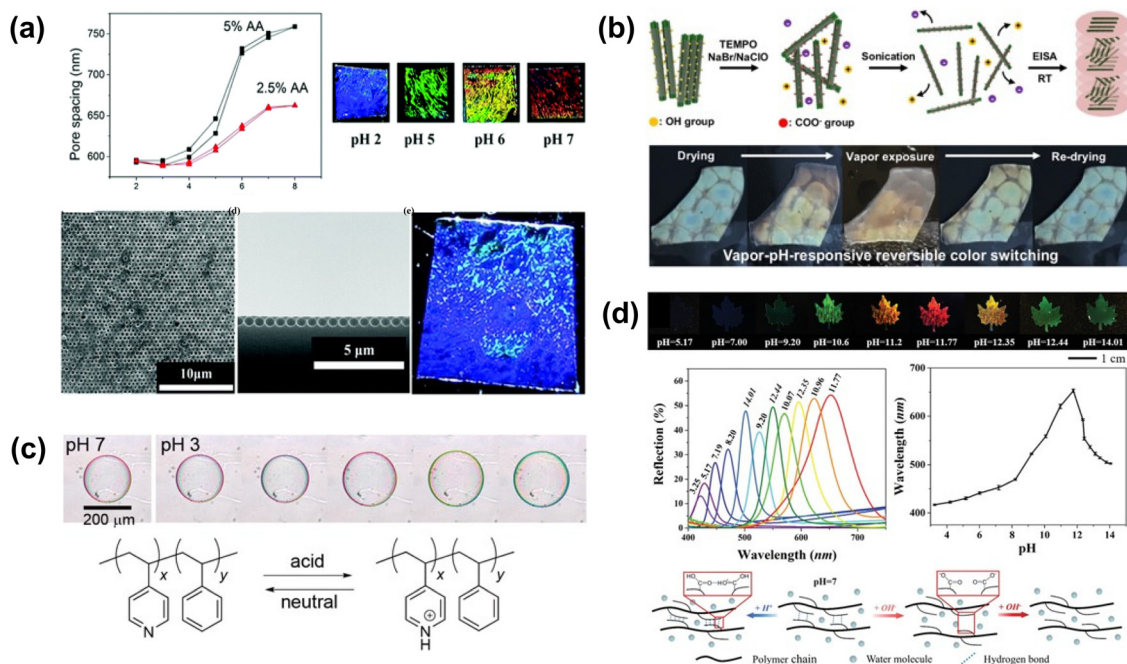 (a)
Pore spacing (nm)
750
700
650
600
5% AA
2.5% AA
2 4 6 8
pH 2 pH 5 pH 6 pH 7
(d)
(e)
10μm
5 μm
(b)
TEMPO
NaBr/NaClO
Sonication
EISA
RT
: OH group
: COO⁻ group
Drying
Vapor exposure
Re-drying
Vapor-pH-responsive reversible color switching
(c)
pH 7
pH 3
200 μm
x y
N
acid
neutral
x y
N
H
+
(d)
pH=5.17 pH=7.00 pH=9.20 pH=10.6 pH=11.2 pH=11.77 pH=12.35 pH=12.44 pH=14.01
1 cm
Reflection (%)
60
50
40
30
20
10
0
3.25 5.17 7.19 8.20 14.01 9.20 12.44 10.07 12.35 10.96 11.77
400 500 600 700
Wavelength (nm)
Wavelength (nm)
700
600
500
400
4 6 8 10 12 14
pH
HO O
C-O H-O C
O OH
pH=7
+ H⁺
+ OH⁻
+ OH⁻
Polymer chain
Water molecule
Hydrogen bond